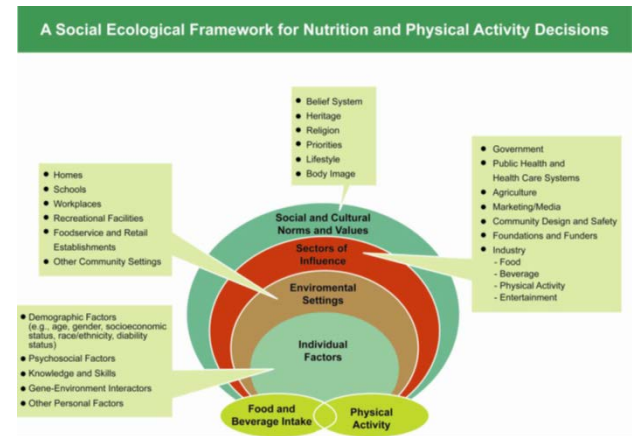 A Social Ecological Framework for Nutrition and Physical Activity Decisions
● Belief System
● Heritage
● Religion
● Priorities
● Lifestyle
● Body Image
● Government
● Public Health and
Health Care Systems
● Agriculture
● Marketing/Media
● Community Design and Safety
● Foundations and Funders
● Industry
- Food
- Beverage
- Physical Activity
- Entertainment
● Homes
● Schools
● Workplaces
● Recreational Facilities
● Foodservice and Retail
Establishments
● Other Community Settings
Social and Cultural
Norms and Values
Sectors of
Influence
Enviromental
Settings
Individual
Factors
● Demographic Factors
(e.g., age, gender, socioeconomic
status, race/ethnicity, diability
status)
● Psychosocial Factors
● Knowledge and Skills
● Gene-Environment Interactors
● Other Personal Factors
Food and
Beverage Intake
Physical
Activity